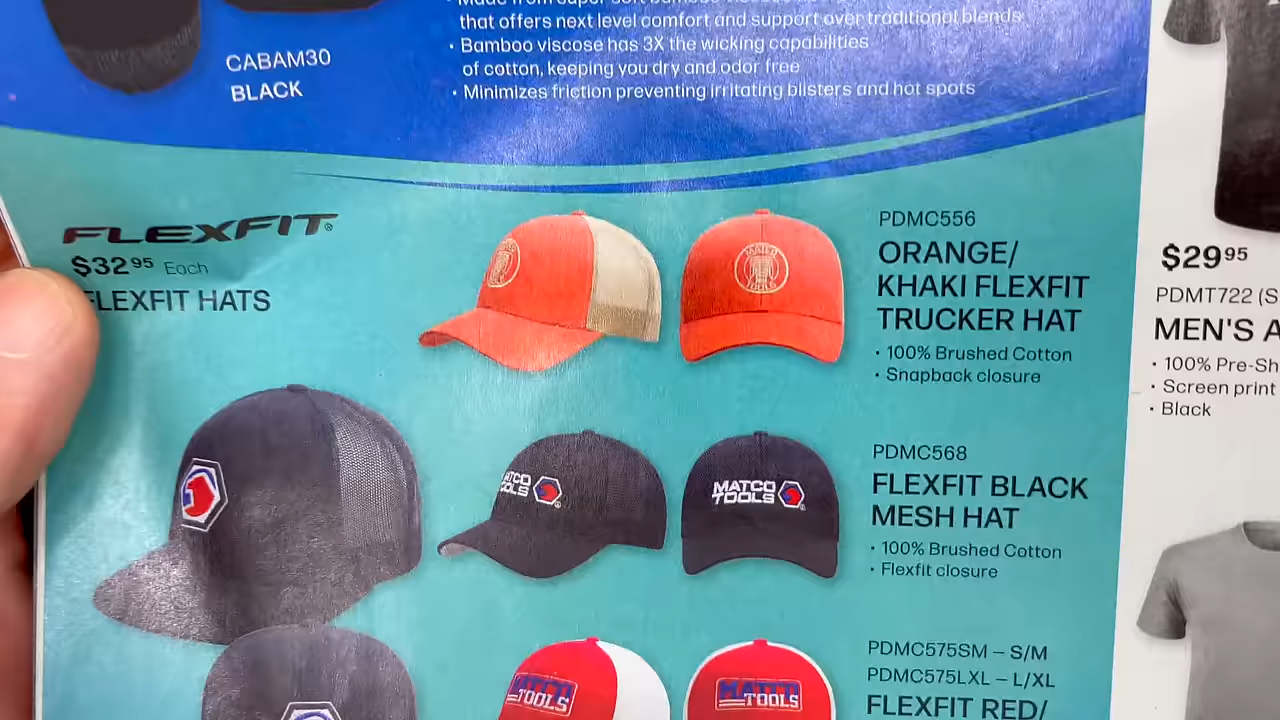 that offers next level comfort and support over traditional blends
• Bamboo viscose has 3X the wicking capabilities
of cotton, keeping you dry and odor free
• Minimizes friction preventing irritating blisters and hot spots
CABAM30
BLACK
FLEXFIT®
$32⁹⁵ Each
FLEXFIT HATS
MATCO
TOOLS
PDMC556
ORANGE/
KHAKI FLEXFIT
TRUCKER HAT
• 100% Brushed Cotton
• Snapback closure
MATCO
TOOLS
PDMC568
FLEXFIT BLACK
MESH HAT
• 100% Brushed Cotton
• Flexfit closure
MATCO
TOOLS
MATCO
TOOLS
PDMC575SM – S/M
PDMC575LXL – L/XL
FLEXFIT RED/
$29⁹⁵
PDMT722 (S
MEN'S A
• 100% Pre-Sh
• Screen print
• Black